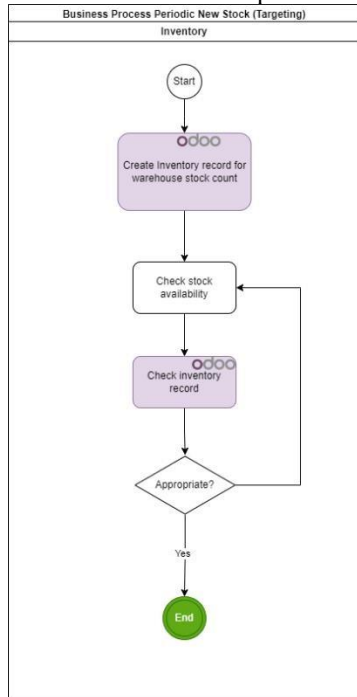 Business Process Periodic New Stock (Targeting)
Inventory
Start
odoo
Create Inventory record for
warehouse stock count
Check stock
availability
odoo
Check inventory
record
Appropriate?
Yes
End